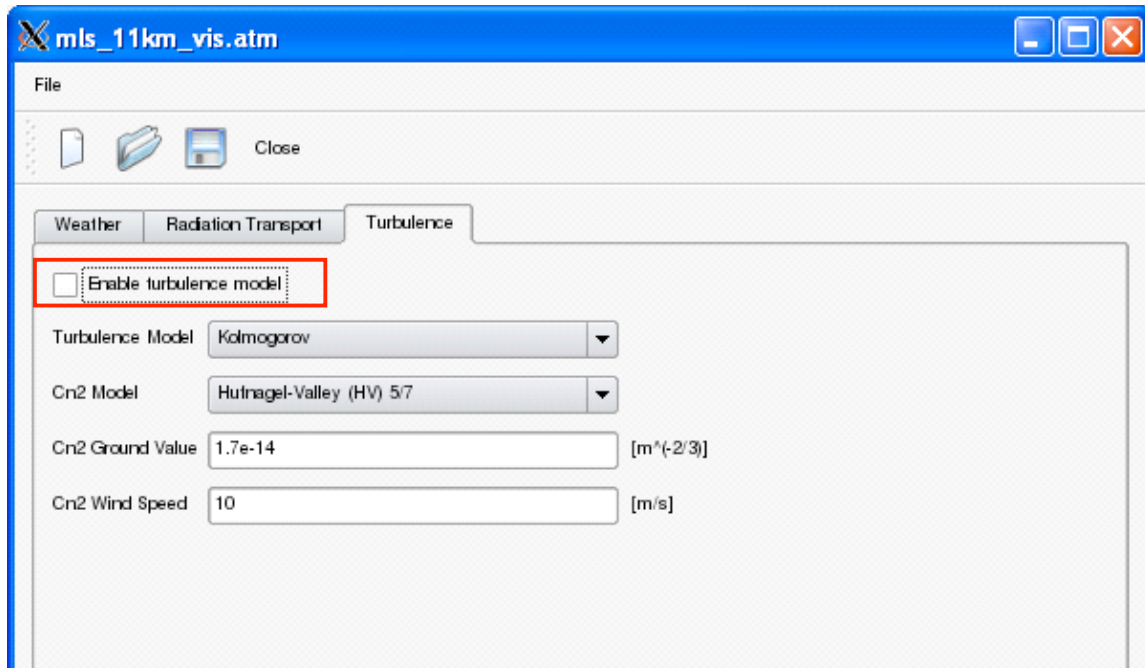 mls_11km_vis.atm
File
Close
Weather Radiation Transport Turbulence
Enable turbulence model
Turbulence Model Kolmogorov
Cn2 Model Hufnagel-Valley (HV) 5/7
Cn2 Ground Value 1.7e-14 [m^(-2/3)]
Cn2 Wind Speed 10 [m/s]